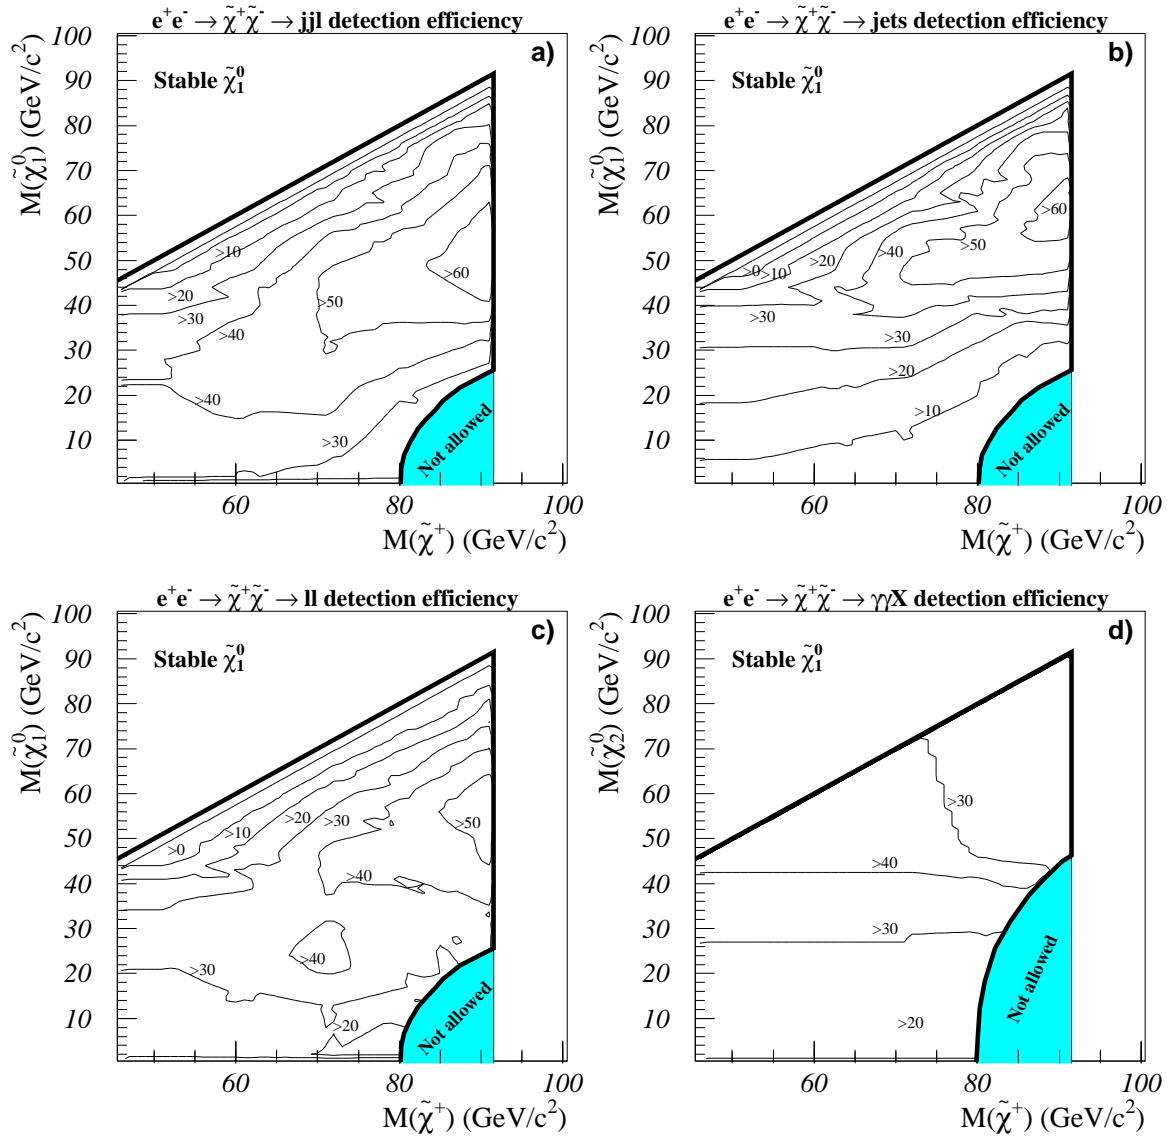 e⁺e⁻ → χ̃⁺χ̃⁻ → jjl detection efficiency
a)
Stable χ̃₁⁰
M(χ̃₁⁰) (GeV/c²)
100
90
80
70
60
50
40
30
20
10
>10
>20
>30
>40
>50
>60
>40
>30
Not allowed
60 80 100
M(χ̃⁺) (GeV/c²)
e⁺e⁻ → χ̃⁺χ̃⁻ → jets detection efficiency
b)
Stable χ̃₁⁰
M(χ̃₁⁰) (GeV/c²)
100
90
80
70
60
50
40
30
20
10
>60
>50
>40
>20
>0
>10
>30
>30
>20
>10
Not allowed
60 80 100
M(χ̃⁺) (GeV/c²)
e⁺e⁻ → χ̃⁺χ̃⁻ → ll detection efficiency
c)
Stable χ̃₁⁰
M(χ̃₁⁰) (GeV/c²)
100
90
80
70
60
50
40
30
20
10
>0
>10
>20
>30
>50
>40
>40
>30
>20
Not allowed
60 80 100
M(χ̃⁺) (GeV/c²)
e⁺e⁻ → χ̃⁺χ̃⁻ → γγX detection efficiency
d)
Stable χ̃₁⁰
M(χ̃₂⁰) (GeV/c²)
100
90
80
70
60
50
40
30
20
10
>30
>40
>30
>20
Not allowed
60 80 100
M(χ̃⁺) (GeV/c²)